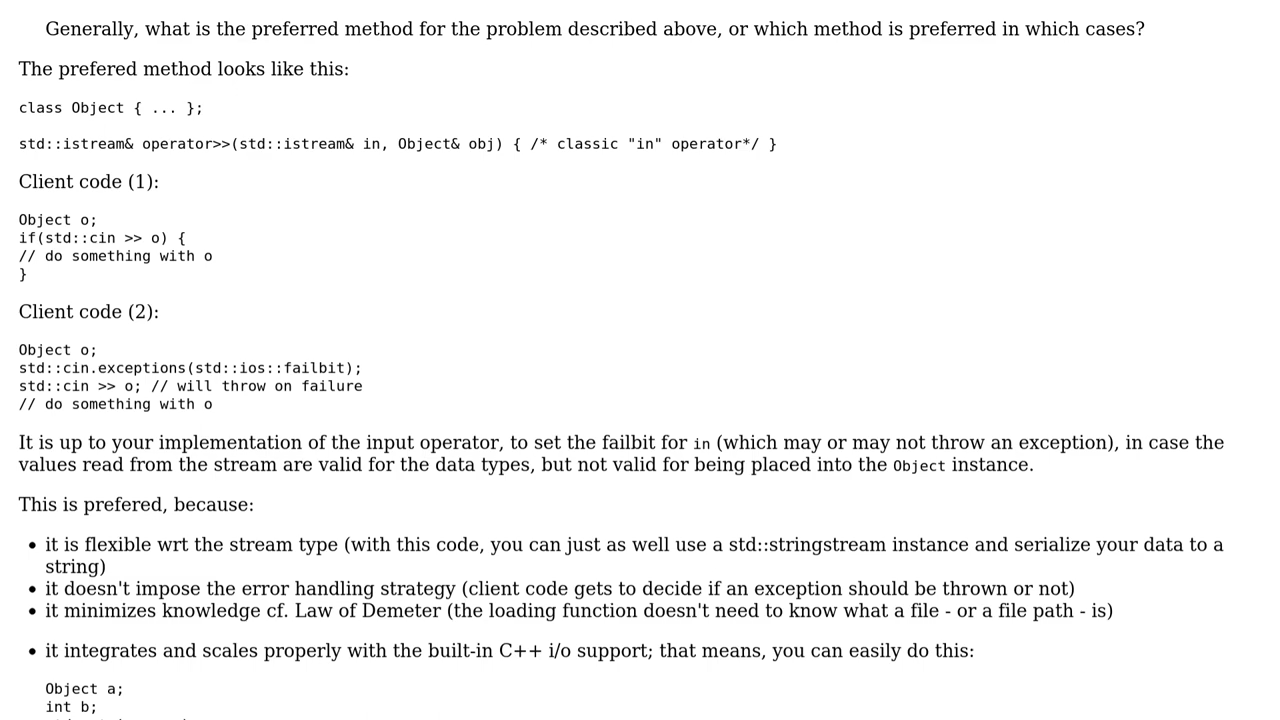 Generally, what is the preferred method for the problem described above, or which method is preferred in which cases?
The prefered method looks like this:
class Object { ... };
std::istream& operator>>(std::istream& in, Object& obj) { /* classic "in" operator*/ }
Client code (1):
Object o;
if(std::cin >> o) {
// do something with o
}
Client code (2):
Object o;
std::cin.exceptions(std::ios::failbit);
std::cin >> o; // will throw on failure
// do something with o
It is up to your implementation of the input operator, to set the failbit for in (which may or may not throw an exception), in case the
values read from the stream are valid for the data types, but not valid for being placed into the Object instance.
This is prefered, because:
• it is flexible wrt the stream type (with this code, you can just as well use a std::stringstream instance and serialize your data to a
string)
• it doesn't impose the error handling strategy (client code gets to decide if an exception should be thrown or not)
• it minimizes knowledge cf. Law of Demeter (the loading function doesn't need to know what a file - or a file path - is)
• it integrates and scales properly with the built-in C++ i/o support; that means, you can easily do this:
Object a;
int b;